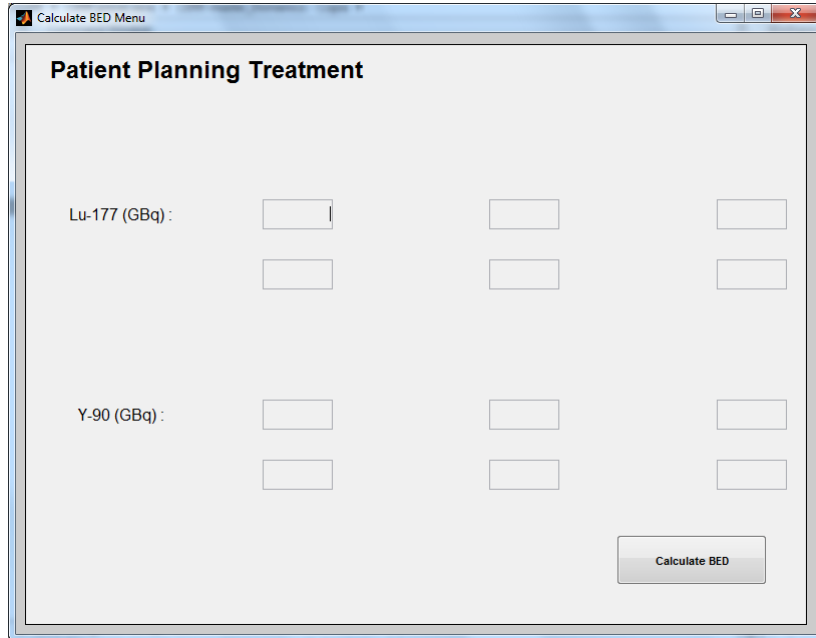 Calculate BED Menu
Patient Planning Treatment
Lu-177 (GBq) :
Y-90 (GBq) :
Calculate BED